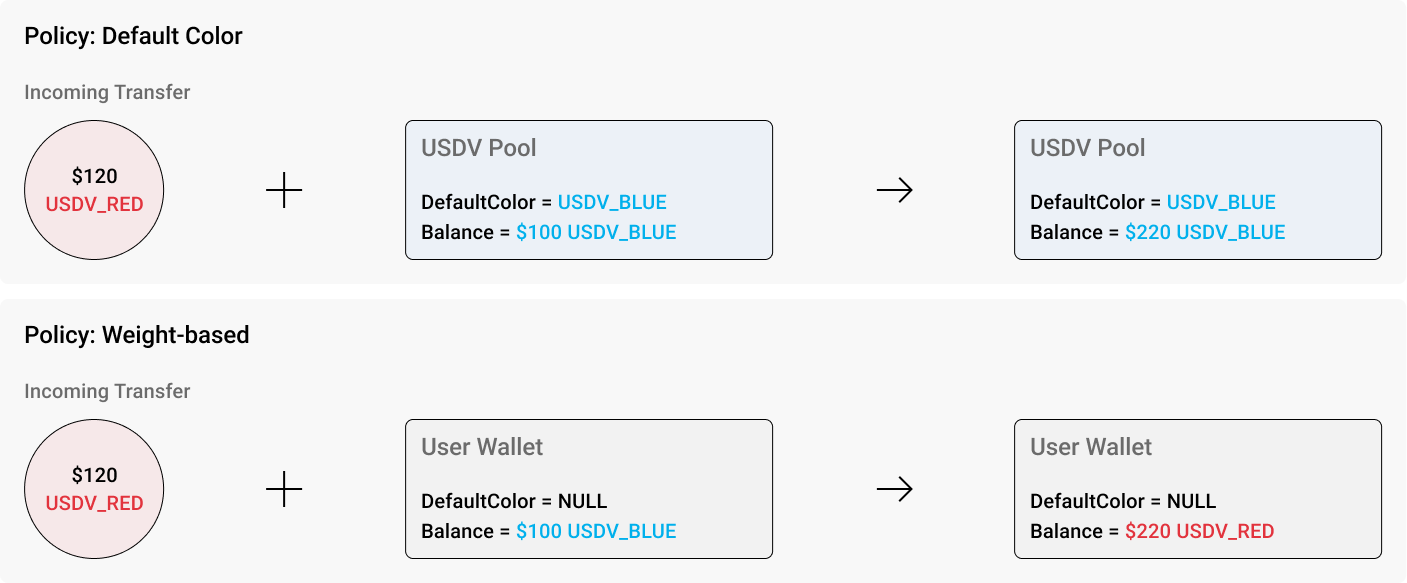 Policy: Default Color
Incoming Transfer
$120
USDV_RED
USDV Pool
DefaultColor = USDV_BLUE
Balance = $100 USDV_BLUE
USDV Pool
DefaultColor = USDV_BLUE
Balance = $220 USDV_BLUE
Policy: Weight-based
Incoming Transfer
$120
USDV_RED
User Wallet
DefaultColor = NULL
Balance = $100 USDV_BLUE
User Wallet
DefaultColor = NULL
Balance = $220 USDV_RED